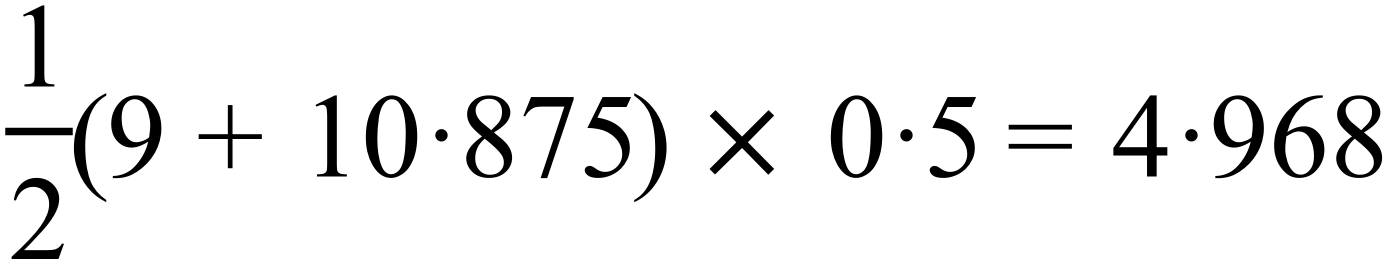 ½(9 + 10·875) × 0·5 = 4·968